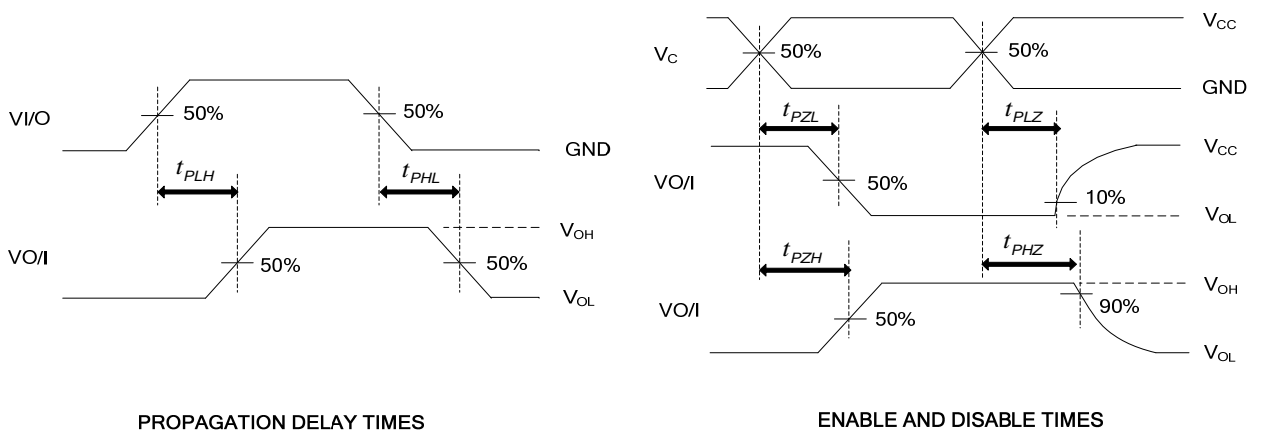 VI/O
50%
50%
GND
tPLH
tPHL
VO/I
50%
50%
VOH
VOL
PROPAGATION DELAY TIMES
VC
50%
50%
VCC
GND
tPZL
tPLZ
VO/I
50%
10%
VCC
VOL
tPZH
tPHZ
VO/I
50%
90%
VOH
VOL
ENABLE AND DISABLE TIMES